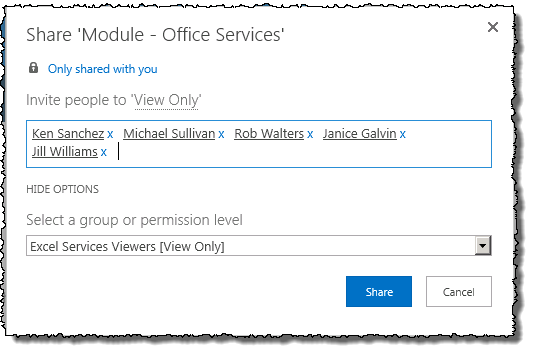 Share 'Module - Office Services'
Only shared with you
Invite people to 'View Only'
Ken Sanchez x Michael Sullivan x Rob Walters x Janice Galvin x
Jill Williams x
HIDE OPTIONS
Select a group or permission level
Excel Services Viewers [View Only]
Share Cancel